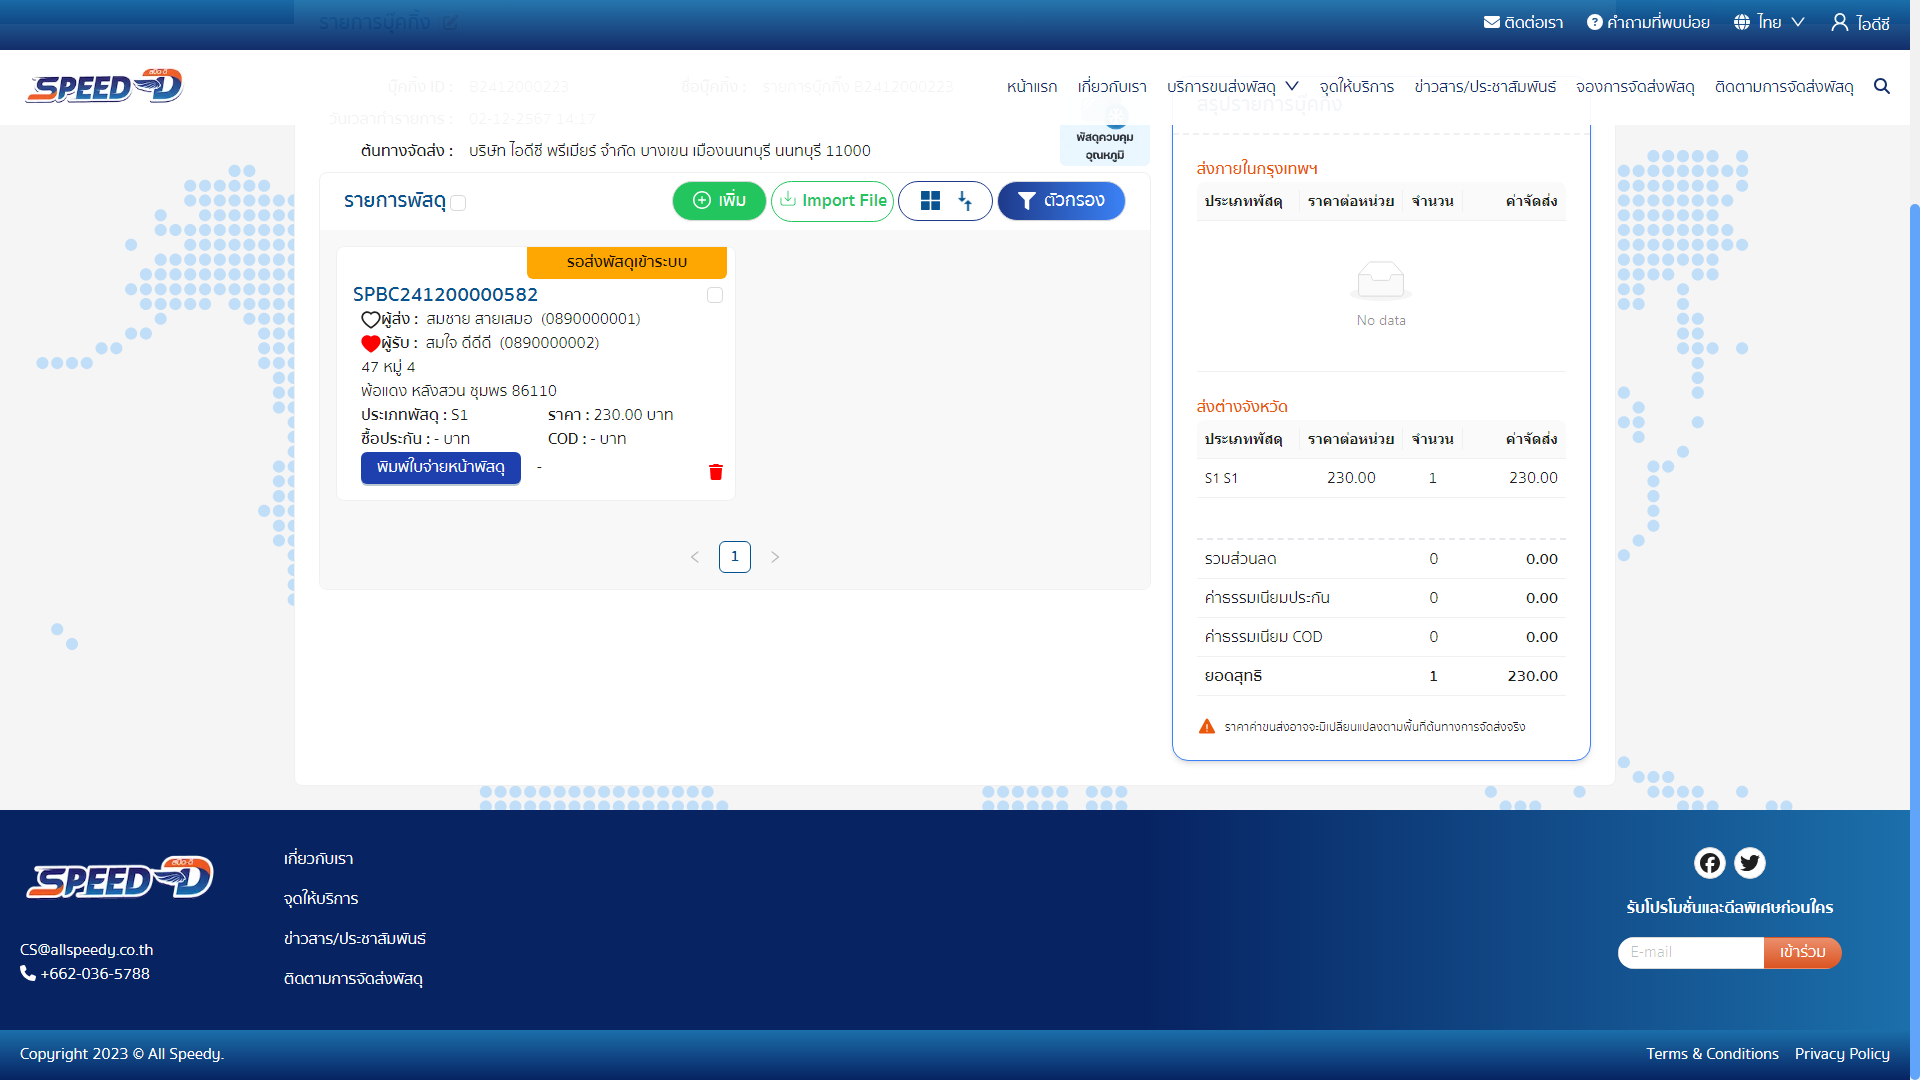 รายการบุ๊คกิ้ง
ติดต่อเรา
คำถามที่พบบ่อย
ไทย
ไอดีซี
SPEED-D
สปีด-ดี
บุ๊คกิ้ง ID : B2412000223
ชื่อบุ๊คกิ้ง : รายการบุ๊คกิ้ง B2412000223
หน้าแรก
เกี่ยวกับเรา
บริการขนส่งพัสดุ
จุดให้บริการ
ข่าวสาร/ประชาสัมพันธ์
จองการจัดส่งพัสดุ
ติดตามการจัดส่งพัสดุ
วันเวลาทำรายการ : 02-12-2567 14:17
สรุปรายการบุ๊คกิ้ง
พัสดุควบคุม
อุณหภูมิ
ต้นทางจัดส่ง : บริษัท ไอดีซี พรีเมียร์ จำกัด บางเขน เมืองนนทบุรี นนทบุรี 11000
รายการพัสดุ
เพิ่ม
Import File
ตัวกรอง
รอส่งพัสดุเข้าระบบ
SPBC241200000582
ผู้ส่ง : สมชาย สายเสมอ (0890000001)
ผู้รับ : สมใจ ดีดีดี (0890000002)
47 หมู่ 4
พ้อแดง หลังสวน ชุมพร 86110
ประเภทพัสดุ : S1 ราคา : 230.00 บาท
ซื้อประกัน : - บาท COD : - บาท
พิมพ์ใบจ่ายหน้าพัสดุ -
1
ส่งภายในกรุงเทพฯ
ประเภทพัสดุ ราคาต่อหน่วย จำนวน ค่าจัดส่ง
No data
ส่งต่างจังหวัด
ประเภทพัสดุ ราคาต่อหน่วย จำนวน ค่าจัดส่ง
S1 S1 230.00 1 230.00
รวมส่วนลด 0 0.00
ค่าธรรมเนียมประกัน 0 0.00
ค่าธรรมเนียม COD 0 0.00
ยอดสุทธิ 1 230.00
ราคาค่าขนส่งอาจจะมีเปลี่ยนแปลงตามพื้นที่ต้นทางการจัดส่งจริง
SPEED-D
สปีด-ดี
CS@allspeedy.co.th
+662-036-5788
เกี่ยวกับเรา
จุดให้บริการ
ข่าวสาร/ประชาสัมพันธ์
ติดตามการจัดส่งพัสดุ
รับโปรโมชั่นและดีลพิเศษก่อนใคร
E-mail
เข้าร่วม
Copyright 2023 © All Speedy.
Terms & Conditions
Privacy Policy